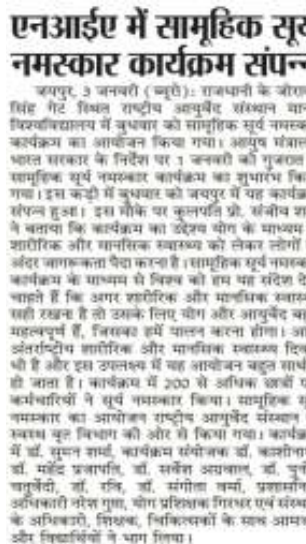 एनआईए में सामूहिक सूर्य
नमस्कार कार्यक्रम संपन्न
जयपुर, 3 जनवरी (ब्यूरो): राजधानी के जोरावर
सिंह गेट स्थित राष्ट्रीय आयुर्वेद संस्थान मान
विश्वविद्यालय में बुधवार को सामूहिक सूर्य नमस्क
कार्यक्रम का आयोजन किया गया। आयुष मंत्राल
भारत सरकार के निर्देश पर 1 जनवरी को गुजरात
सामूहिक सूर्य नमस्कार कार्यक्रम का शुभारंभ कि
गया। इस कड़ी में बुधवार को जयपुर में यह कार्यक्र
संपन्न हुआ। इस मौके पर कुलपति प्रो. संजीव शर्म
ने बताया कि कार्यक्रम का उद्देश्य योग के माध्यम
शारीरिक और मानसिक स्वास्थ्य को लेकर लोगों
अंदर जागरूकता पैदा करना है। सामूहिक सूर्य नमस्क
कार्यक्रम के माध्यम से विश्व को हम यह संदेश दे
चाहते हैं कि अगर शारीरिक और मानसिक स्वास
सही रखना है तो उसके लिए योग और आयुर्वेद बह
महत्वपूर्ण हैं, जिसका हमें पालन करना होगा। आ
अंतर्राष्ट्रीय शारीरिक और मानसिक स्वास्थ्य दिव
भी है और इस उपलक्ष्य में यह आयोजन बहुत सार्थ
हो जाता है। कार्यक्रम में 200 से अधिक छात्रों व
कर्मचारियों ने सूर्य नमस्कार किया। सामूहिक सू
नमस्कार का आयोजन राष्ट्रीय आयुर्वेद संस्थान
स्वस्थ वृत विभाग की ओर से किया गया। कार्यक्र
में डॉ. सुमन शर्मा, कार्यक्रम संयोजक डॉ. काशीना
डॉ. महेंद्र प्रजापति, डॉ. सर्वेश अग्रवाल, डॉ. पुनी
चतुर्वेदी, डॉ. रवि, डॉ. संगीता वर्मा, प्रशासनि
अधिकारी नरेश गुप्ता, योग प्रशिक्षक गिरधर एवं संस्थ
के अधिकारी, शिक्षक, चिकित्सकों के साथ आमज
और विद्यार्थियों ने भाग लिया।